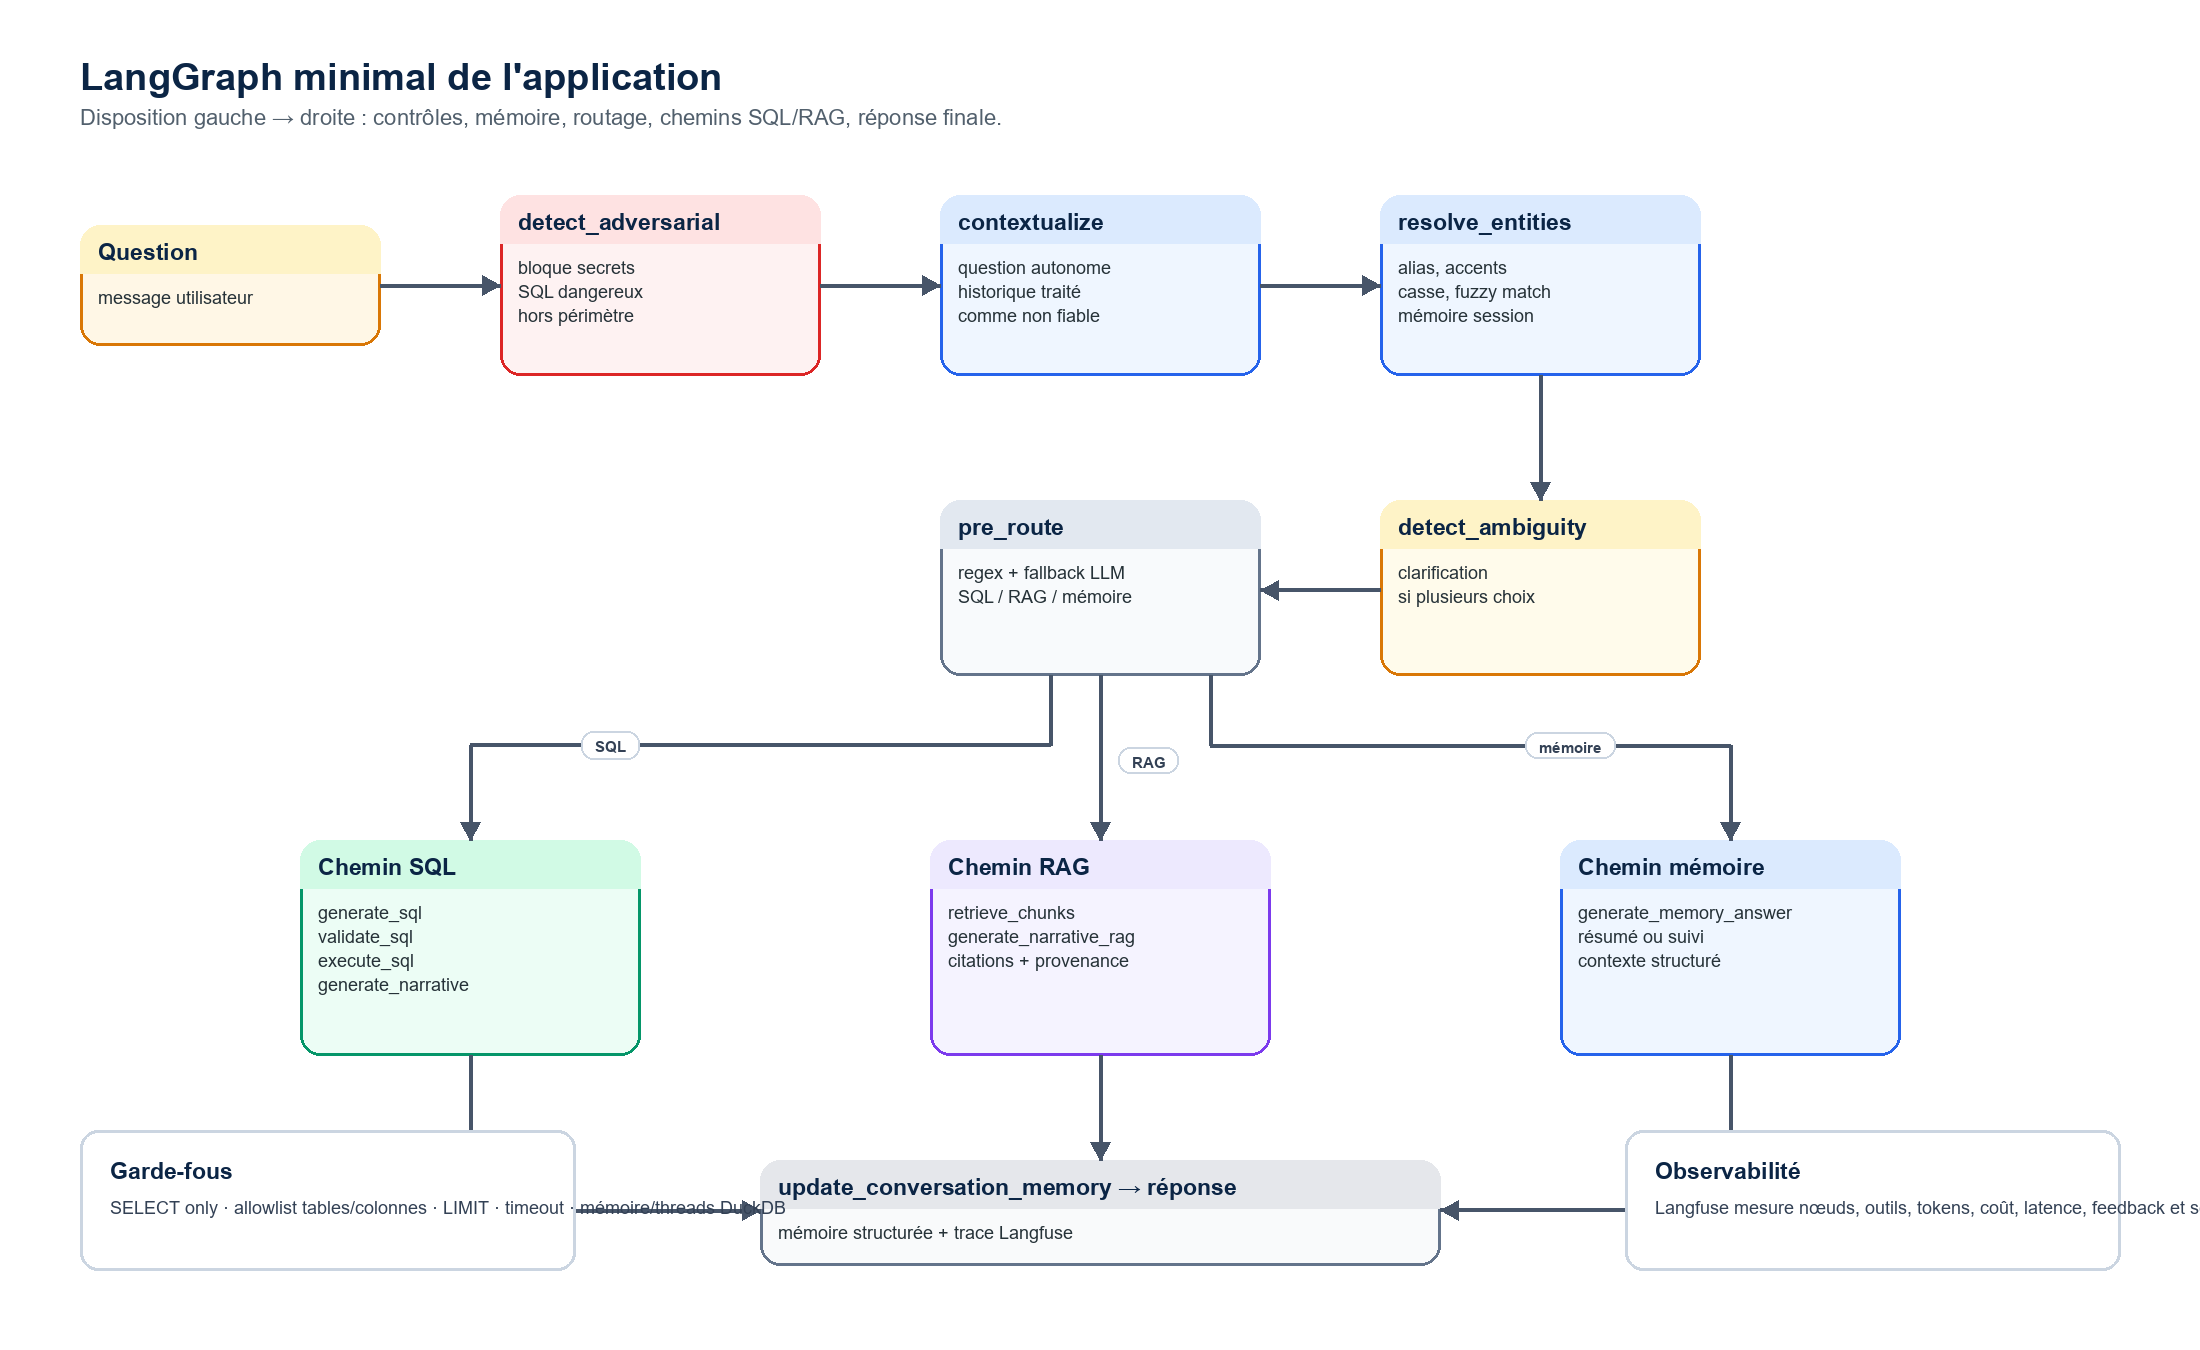 LangGraph minimal de l'application
Disposition gauche → droite : contrôles, mémoire, routage, chemins SQL/RAG, réponse finale.
Question
message utilisateur
detect_adversarial
bloque secrets
SQL dangereux
hors périmètre
contextualize
question autonome
historique traité
comme non fiable
resolve_entities
alias, accents
casse, fuzzy match
mémoire session
pre_route
regex + fallback LLM
SQL / RAG / mémoire
detect_ambiguity
clarification
si plusieurs choix
SQL
RAG
mémoire
Chemin SQL
generate_sql
validate_sql
execute_sql
generate_narrative
Chemin RAG
retrieve_chunks
generate_narrative_rag
citations + provenance
Chemin mémoire
generate_memory_answer
résumé ou suivi
contexte structuré
Garde-fous
SELECT only · allowlist tables/colonnes · LIMIT · timeout · mémoire/threads DuckDB
update_conversation_memory → réponse
mémoire structurée + trace Langfuse
Observabilité
Langfuse mesure nœuds, outils, tokens, coût, latence, feedback et